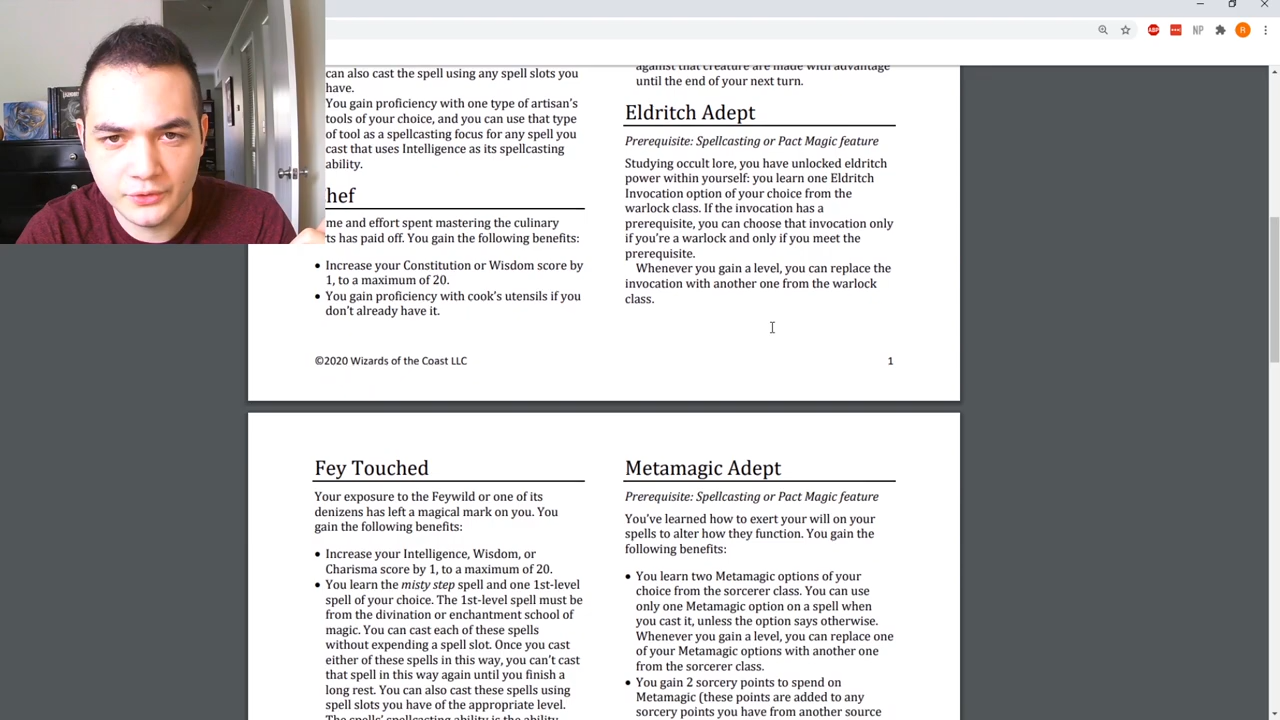 can also cast the spell using any spell slots you
have.
You gain proficiency with one type of artisan's
tools of your choice, and you can use that type
of tool as a spellcasting focus for any spell you
cast that uses Intelligence as its spellcasting
ability.
hef
me and effort spent mastering the culinary
ts has paid off. You gain the following benefits:
• Increase your Constitution or Wisdom score by
1, to a maximum of 20.
• You gain proficiency with cook's utensils if you
don't already have it.
against that creature are made with advantage
until the end of your next turn.
Eldritch Adept
Prerequisite: Spellcasting or Pact Magic feature
Studying occult lore, you have unlocked eldritch
power within yourself: you learn one Eldritch
Invocation option of your choice from the
warlock class. If the invocation has a
prerequisite, you can choose that invocation only
if you're a warlock and only if you meet the
prerequisite.
Whenever you gain a level, you can replace the
invocation with another one from the warlock
class.
©2020 Wizards of the Coast LLC
1
Fey Touched
Your exposure to the Feywild or one of its
denizens has left a magical mark on you. You
gain the following benefits:
• Increase your Intelligence, Wisdom, or
Charisma score by 1, to a maximum of 20.
• You learn the misty step spell and one 1st-level
spell of your choice. The 1st-level spell must be
from the divination or enchantment school of
magic. You can cast each of these spells
without expending a spell slot. Once you cast
either of these spells in this way, you can't cast
that spell in this way again until you finish a
long rest. You can also cast these spells using
spell slots you have of the appropriate level.
The spells' spellcasting ability is the ability
Metamagic Adept
Prerequisite: Spellcasting or Pact Magic feature
You've learned how to exert your will on your
spells to alter how they function. You gain the
following benefits:
• You learn two Metamagic options of your
choice from the sorcerer class. You can use
only one Metamagic option on a spell when
you cast it, unless the option says otherwise.
Whenever you gain a level, you can replace one
of your Metamagic options with another one
from the sorcerer class.
• You gain 2 sorcery points to spend on
Metamagic (these points are added to any
sorcery points you have from another source
ABP
NP
R